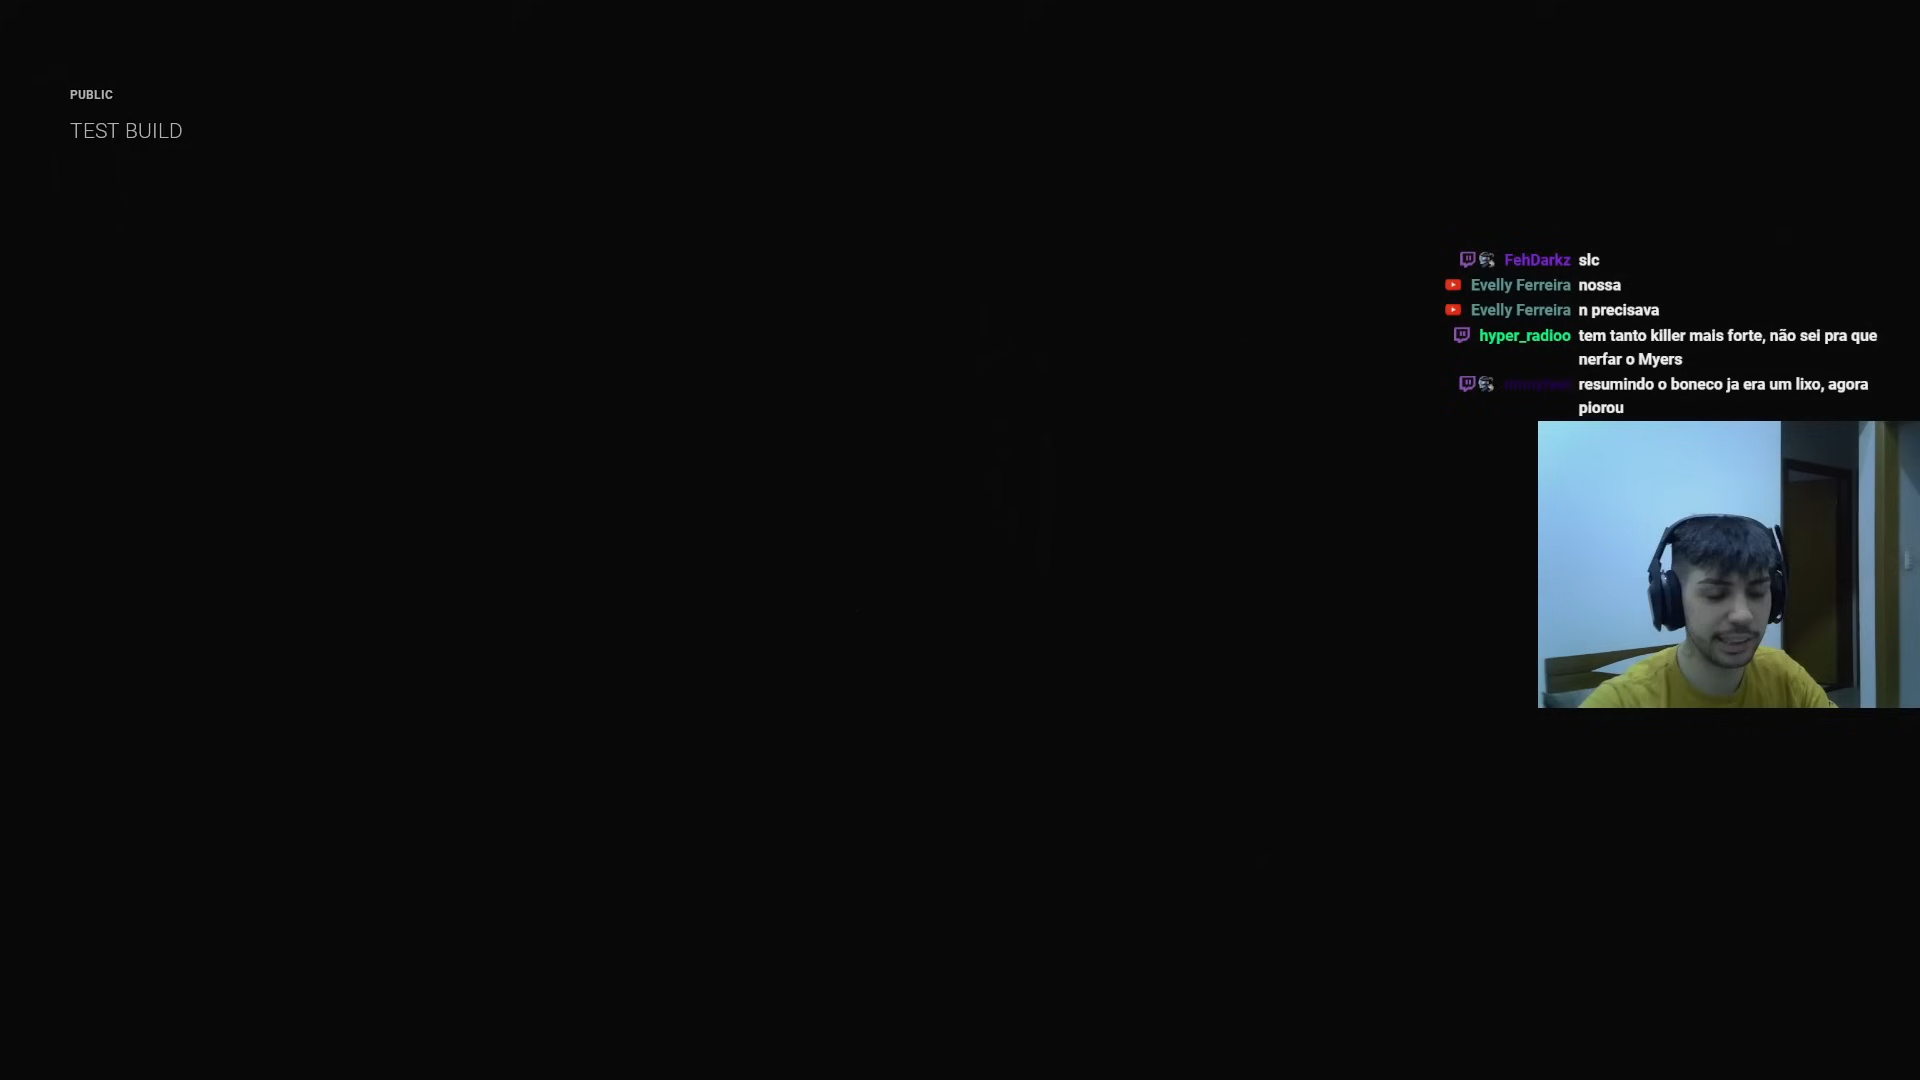 PUBLIC
TEST BUILD
FehDarkz slc
Evelly Ferreira nossa
Evelly Ferreira n precisava
hyper_radioo tem tanto killer mais forte, não sei pra que
nerfar o Myers
resumindo o boneco ja era um lixo, agora
piorou